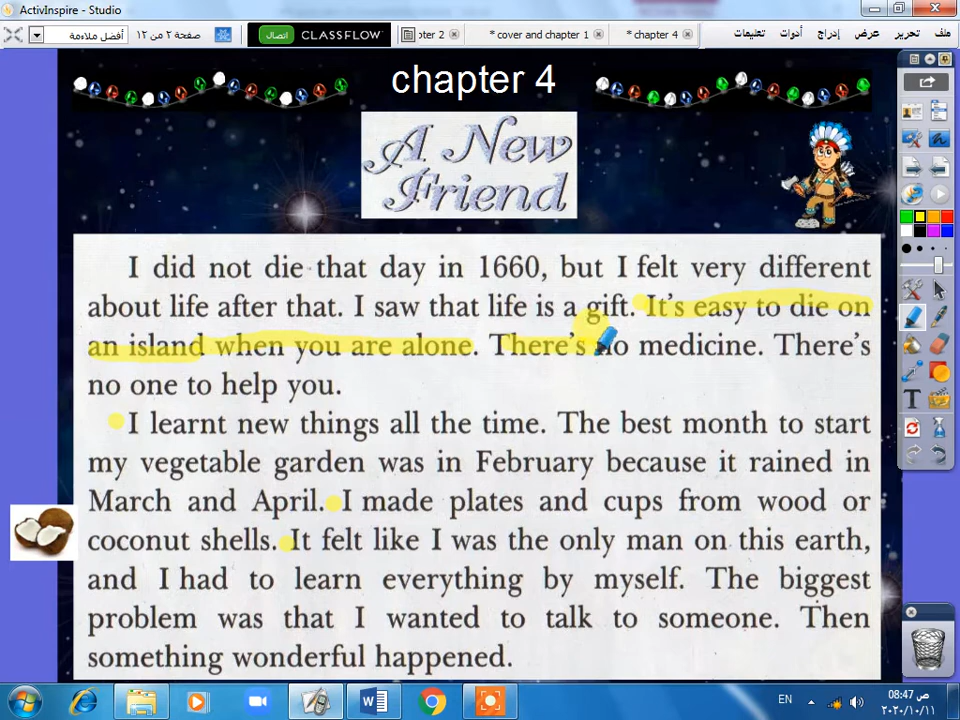 ActivInspire - Studio
أفضل ملاءمة
صفحة ٢ من ١٢
اتصال CLASSFLOW
pter 2
* cover and chapter 1
* chapter 4
ملف تحرير عرض إدراج أدوات تعليمات
chapter 4
A New
Friend
I did not die that day in 1660, but I felt very different
about life after that. I saw that life is a gift. It's easy to die on
an island when you are alone. There's no medicine. There's
no one to help you.
I learnt new things all the time. The best month to start
my vegetable garden was in February because it rained in
March and April. I made plates and cups from wood or
coconut shells. It felt like I was the only man on this earth,
and I had to learn everything by myself. The biggest
problem was that I wanted to talk to someone. Then
something wonderful happened.
EN
08:47 ص
٢٠٢٠/١٠/١١